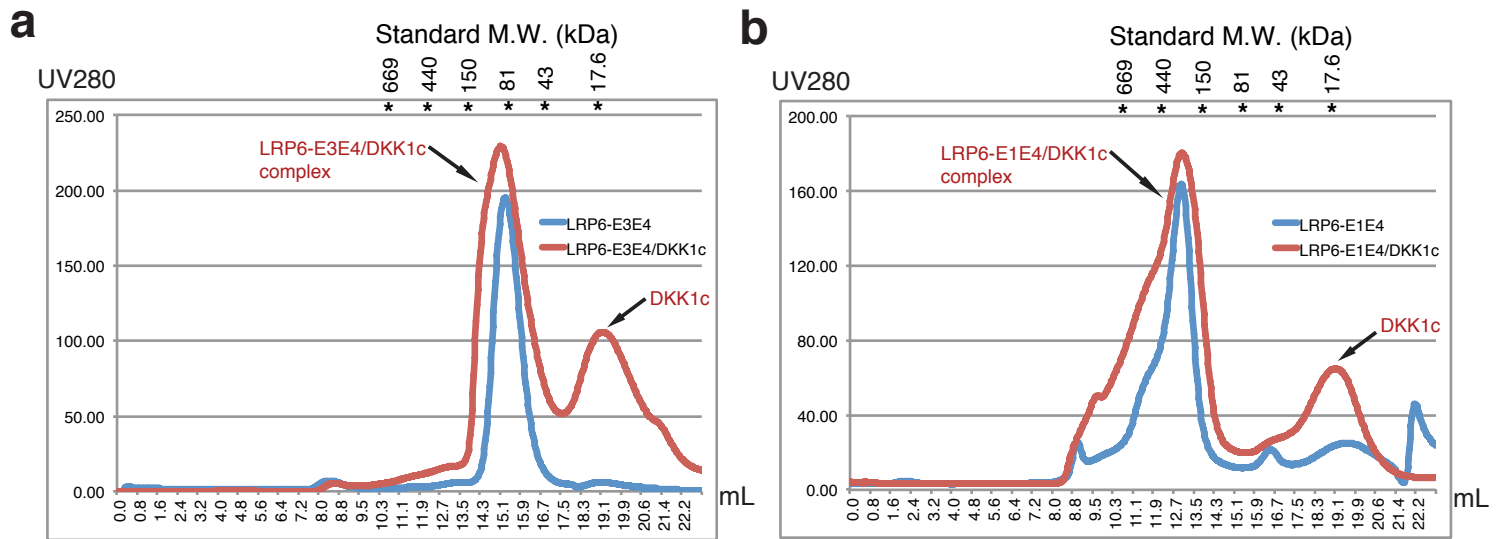 a
Standard M.W. (kDa)
UV280
669 440 150 81 43 17.6
* * * * * *
250.00
200.00
150.00
100.00
50.00
0.00
LRP6-E3E4/DKK1c
complex
LRP6-E3E4
LRP6-E3E4/DKK1c
DKK1c
0.0 0.8 1.6 2.4 3.2 4.0 4.8 5.6 6.4 7.2 8.0 8.8 9.5 10.3 11.1 11.9 12.7 13.5 14.3 15.1 15.9 16.7 17.5 18.3 19.1 19.9 20.6 21.4 22.2
mL
b
Standard M.W. (kDa)
UV280
669 440 150 81 43 17.6
* * * * * *
200.00
160.00
120.00
80.00
40.00
0.00
LRP6-E1E4/DKK1c
complex
LRP6-E1E4
LRP6-E1E4/DKK1c
DKK1c
0.0 0.8 1.6 2.4 3.2 4.0 4.8 5.6 6.4 7.2 8.0 8.8 9.5 10.3 11.1 11.9 12.7 13.5 14.3 15.1 15.9 16.7 17.5 18.3 19.1 19.9 20.6 21.4 22.2
mL